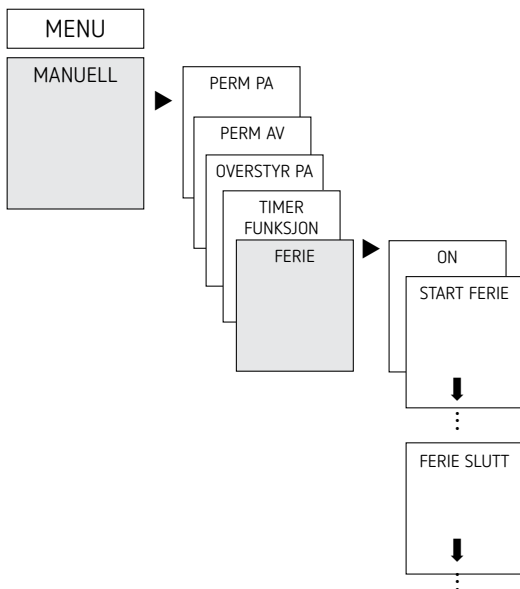 MENU
MANUELL
PERM PA
PERM AV
OVERSTYR PA
TIMER
FUNKSJON
FERIE
ON
START FERIE
FERIE SLUTT